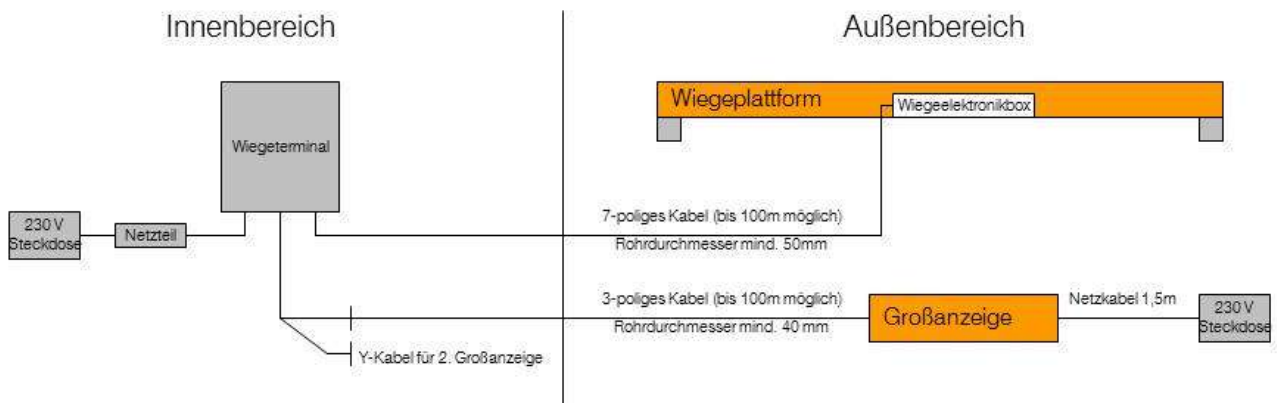 Innenbereich
Außenbereich
Wiegeplattform
Wiegeelektronikbox
Wiegeterminal
230 V
Steckdose
Netzteil
7-poliges Kabel (bis 100m möglich)
Rohrdurchmesser mind. 50mm
3-poliges Kabel (bis 100m möglich)
Rohrdurchmesser mind. 40 mm
Großanzeige
Netzkabel 1,5m
230 V
Steckdose
Y-Kabel für 2. Großanzeige